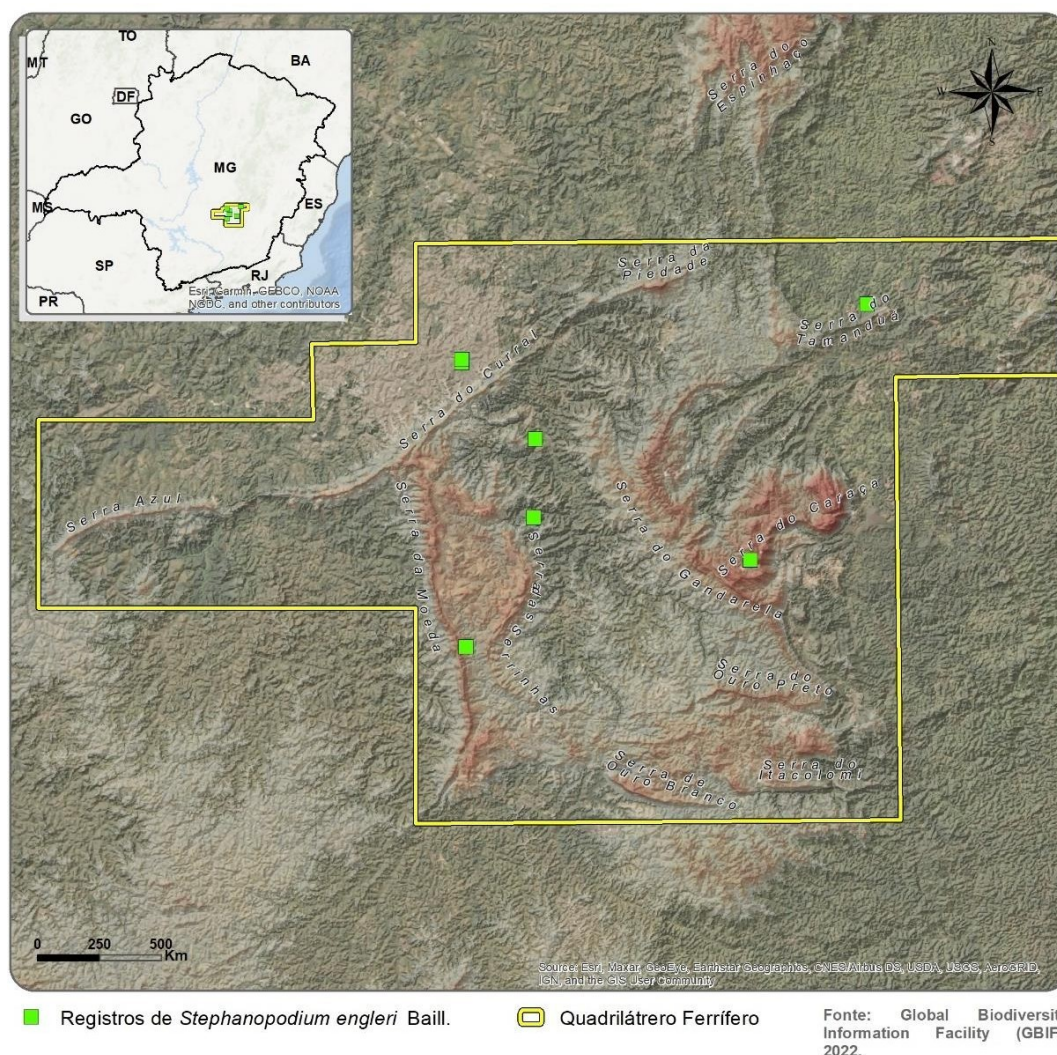 TO
MT
BA
DF
GO
MG
ES
MS
SP
RJ
PR
Esri, Garmin, GEBCO, NOAA
NGDC, and other contributors
Serra do
Espinhaço
N
W E
S
Serra da
Piedade
Serra do
Tamanduá
Serra do Curral
Serra Azul
Serra da Moeda
Serra das Serrinhas
Serra do Gandarela
Serra do Caraça
Serra do
Ouro Preto
Serra de
Ouro Branco
Serra do
Itacolomi
0 250 500
Km
Source: Esri, Maxar, GeoEye, Earthstar Geographics, CNES/Airbus DS, USDA, USGS, AeroGRID,
IGN, and the GIS User Community
Registros de Stephanopodium engleri Baill.
Quadrilátrero Ferrífero
Fonte: Global Biodiversit
Information Facility (GBIF
2022.